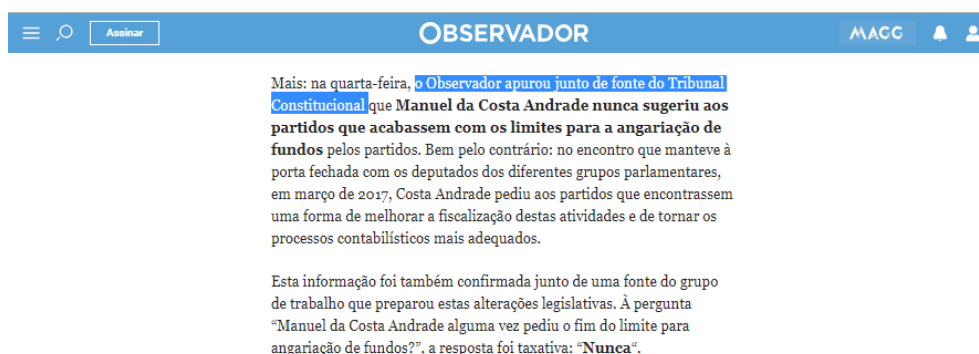 Assinar
OBSERVADOR
MAGG
Mais: na quarta-feira, o Observador apurou junto de fonte do Tribunal
Constitucional que Manuel da Costa Andrade nunca sugeriu aos
partidos que acabassem com os limites para a angariação de
fundos pelos partidos. Bem pelo contrário: no encontro que manteve à
porta fechada com os deputados dos diferentes grupos parlamentares,
em março de 2017, Costa Andrade pediu aos partidos que encontrassem
uma forma de melhorar a fiscalização destas atividades e de tornar os
processos contabilísticos mais adequados.
Esta informação foi também confirmada junto de uma fonte do grupo
de trabalho que preparou estas alterações legislativas. À pergunta
“Manuel da Costa Andrade alguma vez pediu o fim do limite para
angariação de fundos?”, a resposta foi taxativa: “Nunca“.